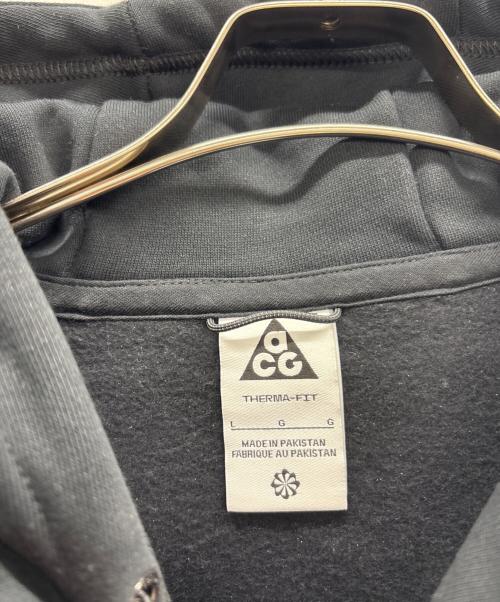 aCG
THERMA-FIT
L G G
MADE IN PAKISTAN
FABRIQUE AU PAKISTAN